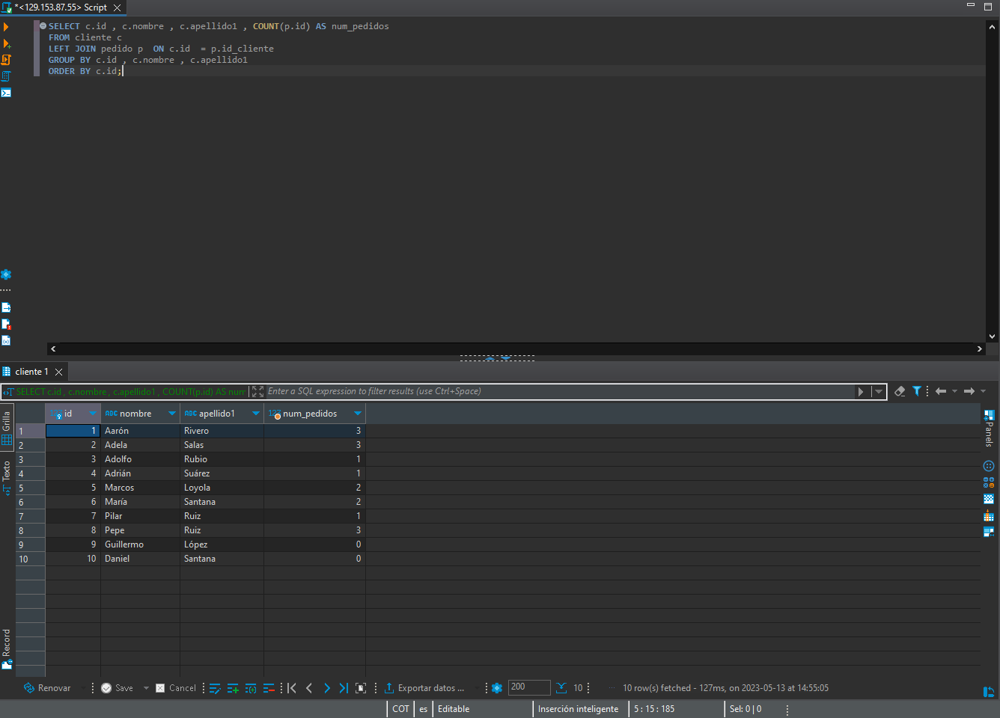 *<129.153.87.55> Script
SELECT c.id , c.nombre , c.apellido1 , COUNT(p.id) AS num_pedidos
FROM cliente c
LEFT JOIN pedido p  ON c.id  = p.id_cliente
GROUP BY c.id , c.nombre , c.apellido1
ORDER BY c.id;
cliente 1
SELECT c.id , c.nombre , c.apellido1 , COUNT(p.id) AS num
Enter a SQL expression to filter results (use Ctrl+Space)
Grilla
Texto
Record
Panels
123 id ABC nombre ABC apellido1 123 num_pedidos
1 1 Aarón Rivero 3
2 2 Adela Salas 3
3 3 Adolfo Rubio 1
4 4 Adrián Suárez 1
5 5 Marcos Loyola 2
6 6 María Santana 2
7 7 Pilar Ruiz 1
8 8 Pepe Ruiz 3
9 9 Guillermo López 0
10 10 Daniel Santana 0
Renovar Save Cancel Exportar datos ... 200 10 10 row(s) fetched - 127ms, on 2023-05-13 at 14:55:05
COT es Editable Inserción inteligente 5 : 15 : 185 Sel: 0 | 0